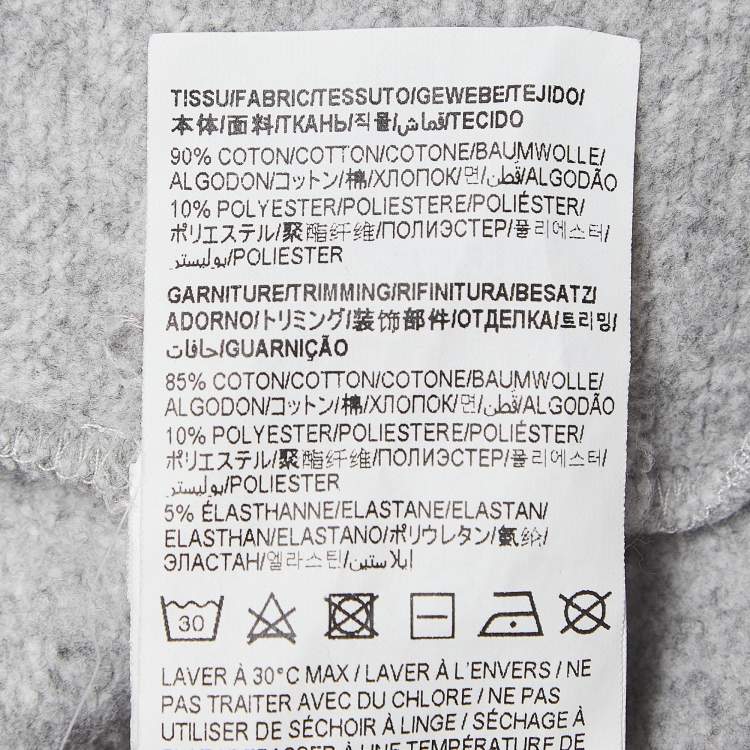 TISSU/FABRIC/TESSUTO/GEWEBE/TEJIDO/
本体/面料/ТКАНЬ/직물/قماش/TECIDO
90% COTON/COTTON/COTONE/BAUMWOLLE/
ALGODON/コットン/棉/ХЛОПОК/면/قطن/ALGODÃO
10% POLYESTER/POLIESTERE/POLIÉSTER/
ポリエステル/聚酯纤维/ПОЛИЭСТЕР/폴리에스터/
بوليستر/POLIESTER
GARNITURE/TRIMMING/RIFINITURA/BESATZ/
ADORNO/トリミング/装饰部件/ОТДЕЛКА/트리밍/
حافات/GUARNIÇÃO
85% COTON/COTTON/COTONE/BAUMWOLLE/
ALGODON/コットン/棉/ХЛОПОК/면/قطن/ALGODÃO
10% POLYESTER/POLIESTERE/POLIÉSTER/
ポリエステル/聚酯纤维/ПОЛИЭСТЕР/폴리에스터/
بوليستر/POLIESTER
5% ÉLASTHANNE/ELASTANE/ELASTAN/
ELASTHAN/ELASTANO/ポリウレタン/氨纶/
ЭЛАСТАН/엘라스틴/ايلاستين
30
LAVER À 30°C MAX / LAVER À L'ENVERS / NE
PAS TRAITER AVEC DU CHLORE / NE PAS
UTILISER DE SÉCHOIR À LINGE / SÉCHAGE À
À UNE TEMPÉRATURE DE